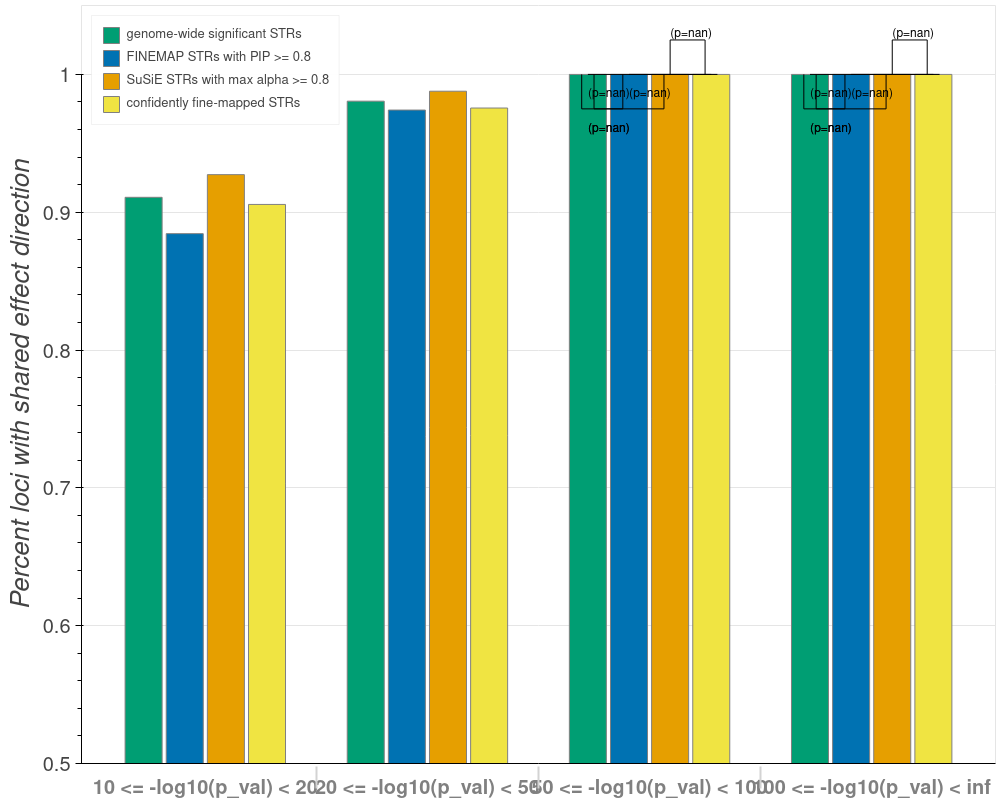 genome-wide significant STRs
FINEMAP STRs with PIP >= 0.8
SuSiE STRs with max alpha >= 0.8
confidently fine-mapped STRs
(p=nan)
(p=nan)
(p=nan)
(p=nan)
(p=nan)
(p=nan)
(p=nan)
(p=nan)
1
0.9
0.8
0.7
0.6
0.5
Percent loci with shared effect direction
10 <= -log10(p_val) < 20
20 <= -log10(p_val) < 50
50 <= -log10(p_val) < 100
100 <= -log10(p_val) < inf